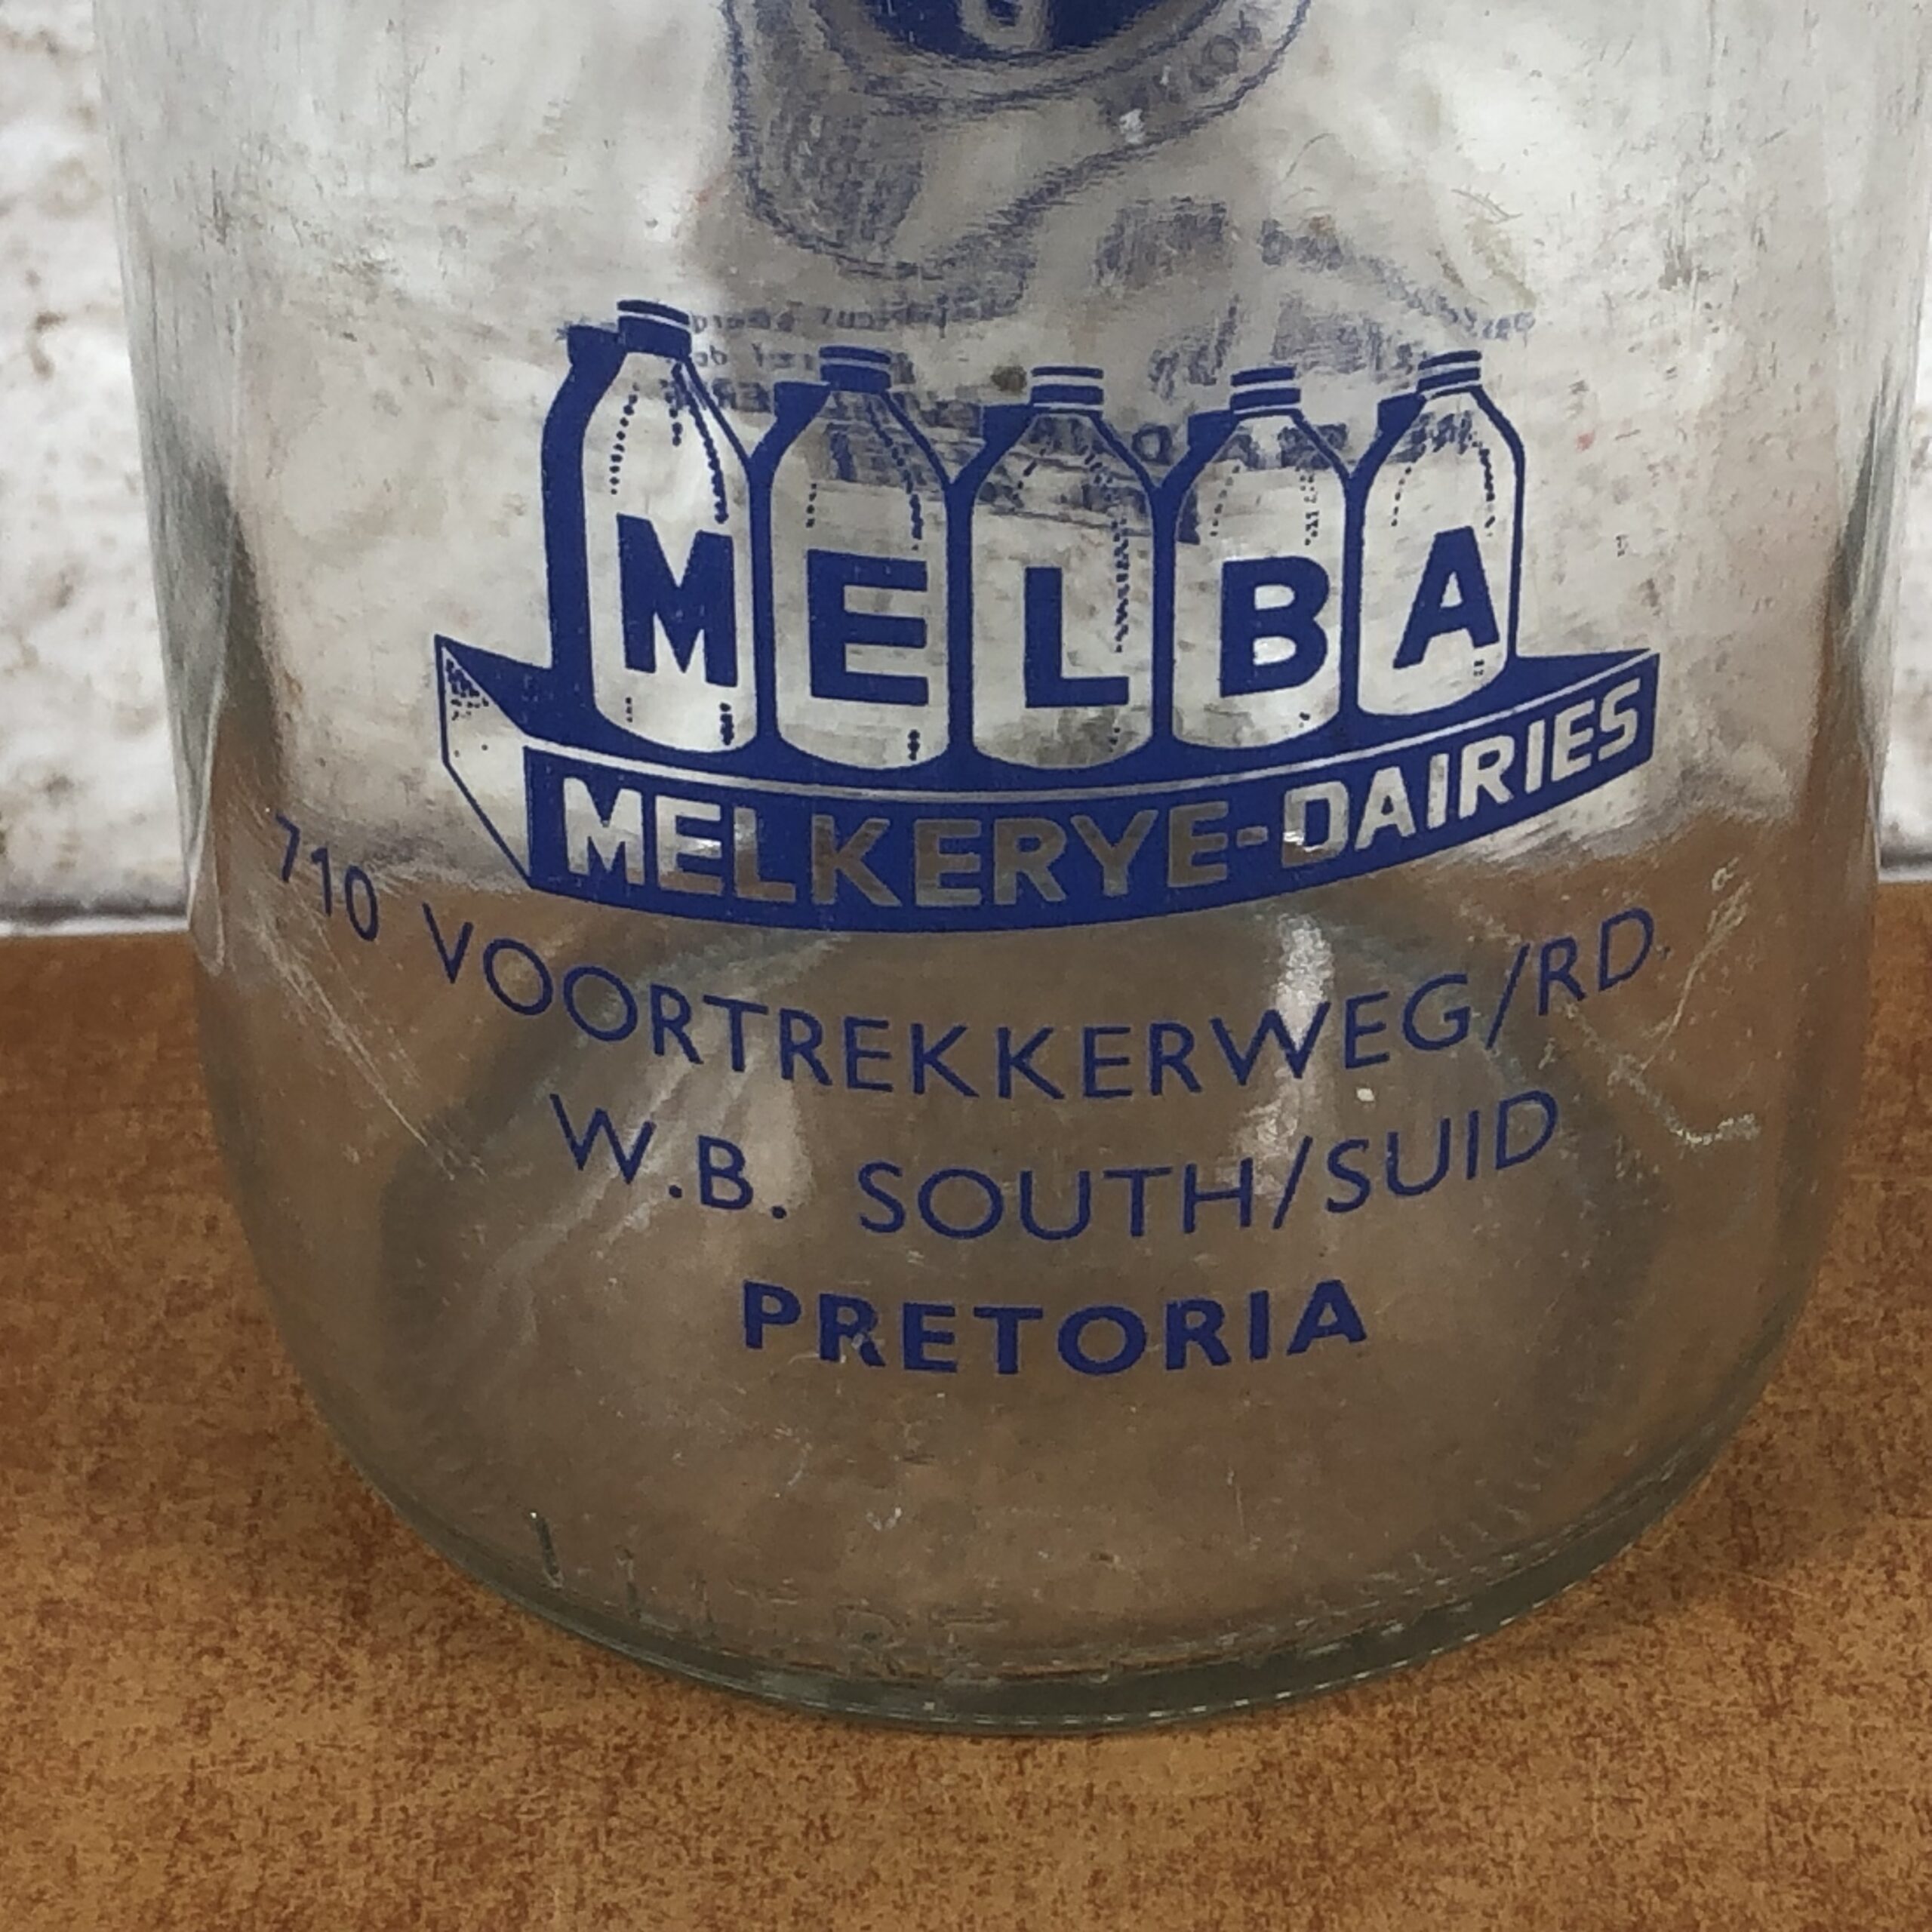 MELBA
MELKERYE-DAIRIES
710 VOORTREKKERWEG/RD.
W.B. SOUTH/SUID
PRETORIA